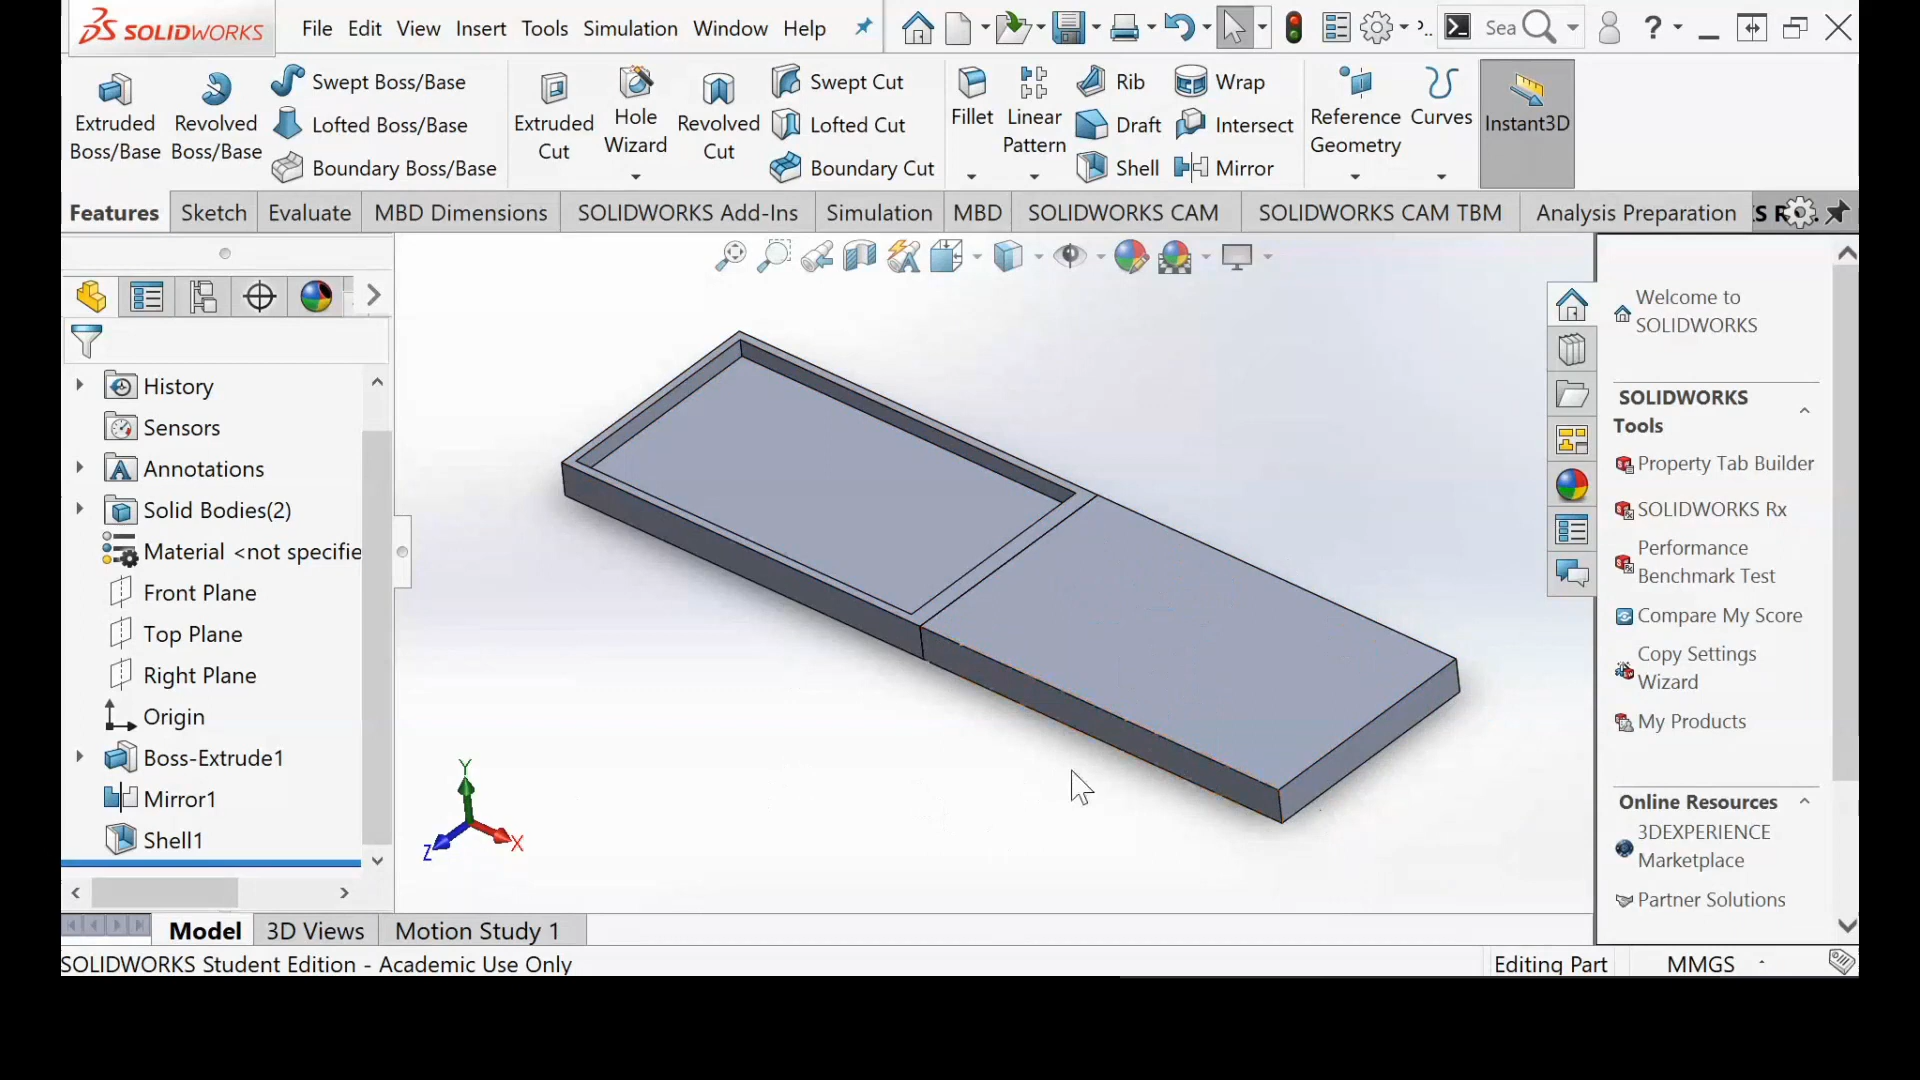 SOLIDWORKS File Edit View Insert Tools Simulation Window Help Sea ?
Extruded Boss/Base
Revolved Boss/Base
Swept Boss/Base
Lofted Boss/Base
Boundary Boss/Base
Extruded Cut
Hole Wizard
Revolved Cut
Swept Cut
Lofted Cut
Boundary Cut
Fillet
Linear Pattern
Rib
Draft
Shell
Wrap
Intersect
Mirror
Reference Geometry
Curves
Instant3D
Features Sketch Evaluate MBD Dimensions SOLIDWORKS Add-Ins Simulation MBD SOLIDWORKS CAM SOLIDWORKS CAM TBM Analysis Preparation
History
Sensors
Annotations
Solid Bodies(2)
Material <not specifie
Front Plane
Top Plane
Right Plane
Origin
Boss-Extrude1
Mirror1
Shell1
Y
X
Z
Welcome to
SOLIDWORKS
SOLIDWORKS
Tools
Property Tab Builder
SOLIDWORKS Rx
Performance
Benchmark Test
Compare My Score
Copy Settings
Wizard
My Products
Online Resources
3DEXPERIENCE
Marketplace
Partner Solutions
Model 3D Views Motion Study 1
SOLIDWORKS Student Edition - Academic Use Only Editing Part MMGS